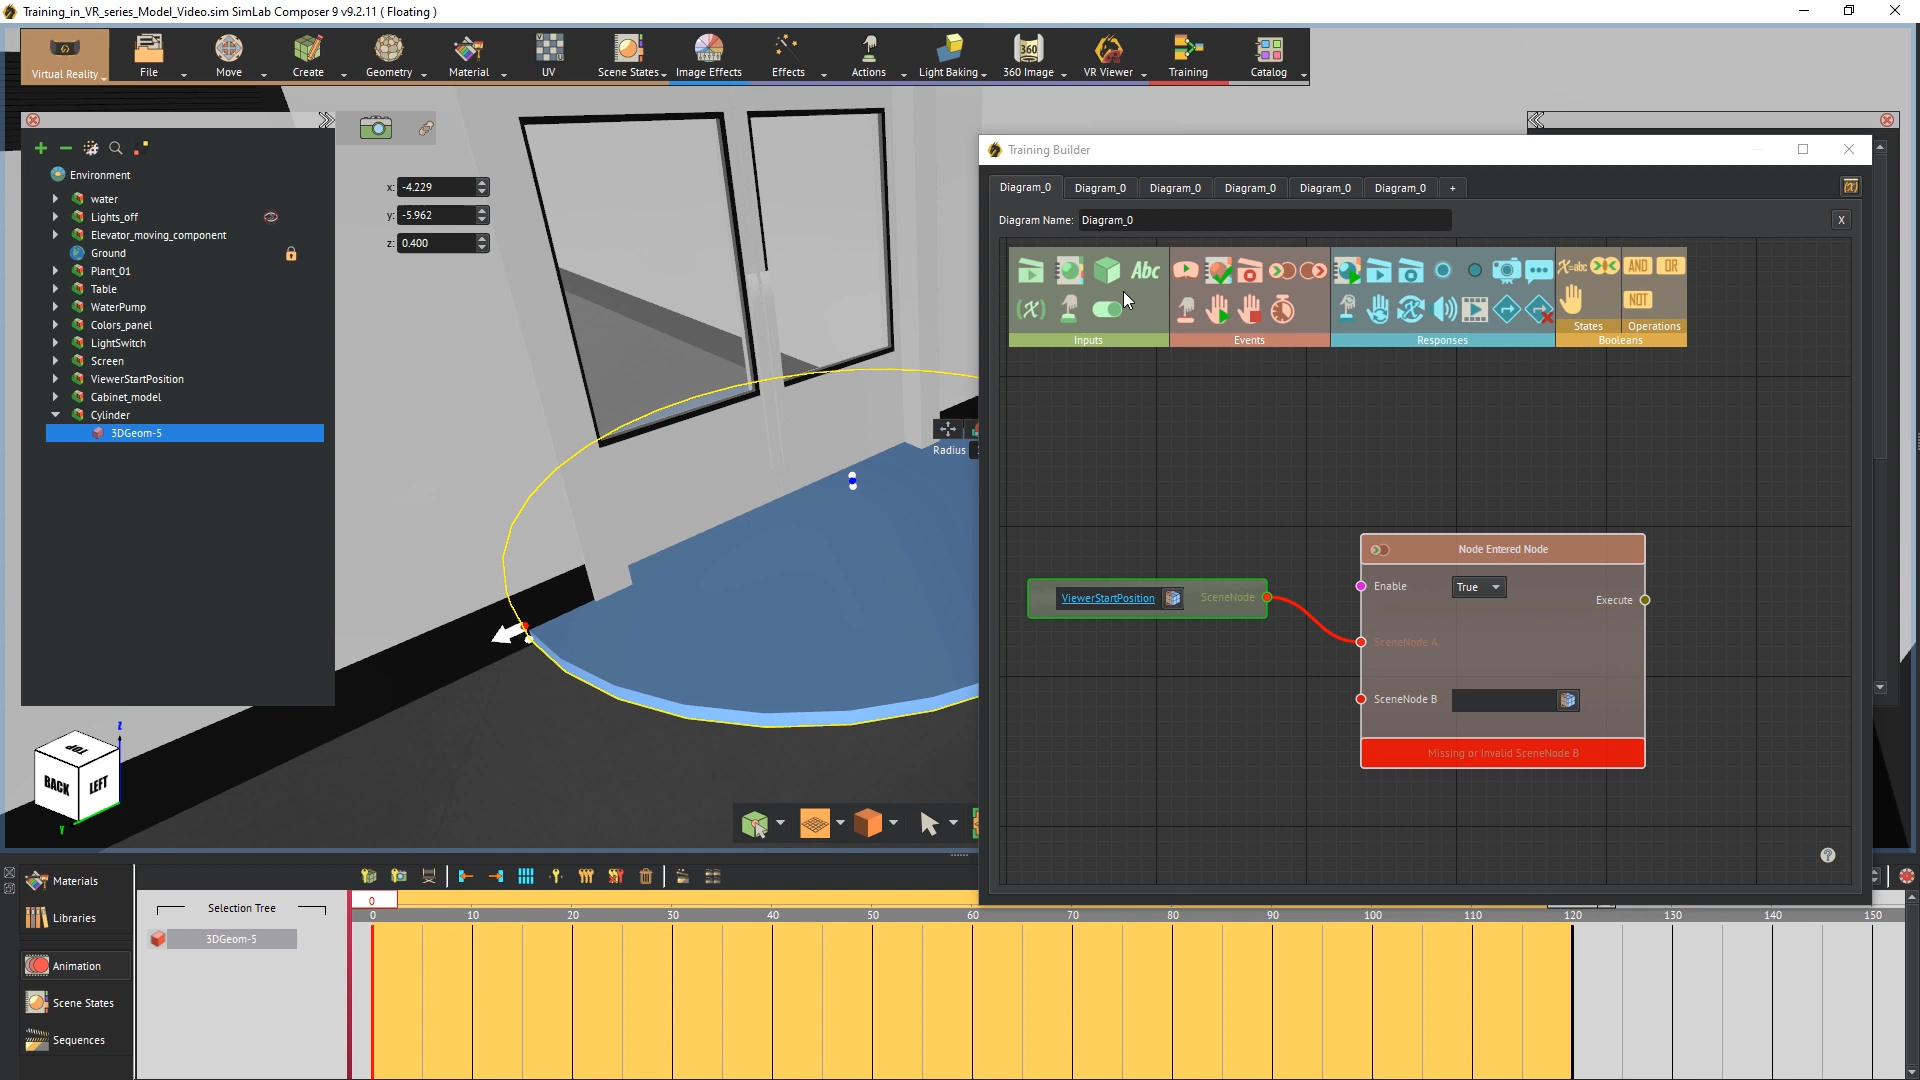 Training_in_VR_series_Model_Video.sim SimLab Composer 9 v9.2.11 ( Floating )
Virtual Reality
File
Move
Create
Geometry
Material
UV
Scene States
Image Effects
Effects
Actions
Light Baking
360 Image
VR Viewer
Training
Catalog
360
Environment
water
Lights_off
Elevator_moving_component
Ground
Plant_01
Table
WaterPump
Colors_panel
LightSwitch
Screen
ViewerStartPosition
Cabinet_model
Cylinder
3DGeom-5
x: -4.229
y: -5.962
z: 0.400
Radius
Training Builder
Diagram_0
Diagram_0
Diagram_0
Diagram_0
Diagram_0
Diagram_0
+
(x)
Diagram Name: Diagram_0
X
Abc
(x)
Inputs
Events
Responses
X=abc
States
AND
OR
NOT
Operations
Booleans
ViewerStartPosition
SceneNode
Node Entered Node
Enable
True
Execute
SceneNode A
SceneNode B
Missing or Invalid SceneNode B
?
TOP
BACK
LEFT
z
y
Materials
Libraries
Animation
Scene States
Sequences
Selection Tree
3DGeom-5
0
0 10 20 30 40 50 60 70 80 90 100 110 120 130 140 150